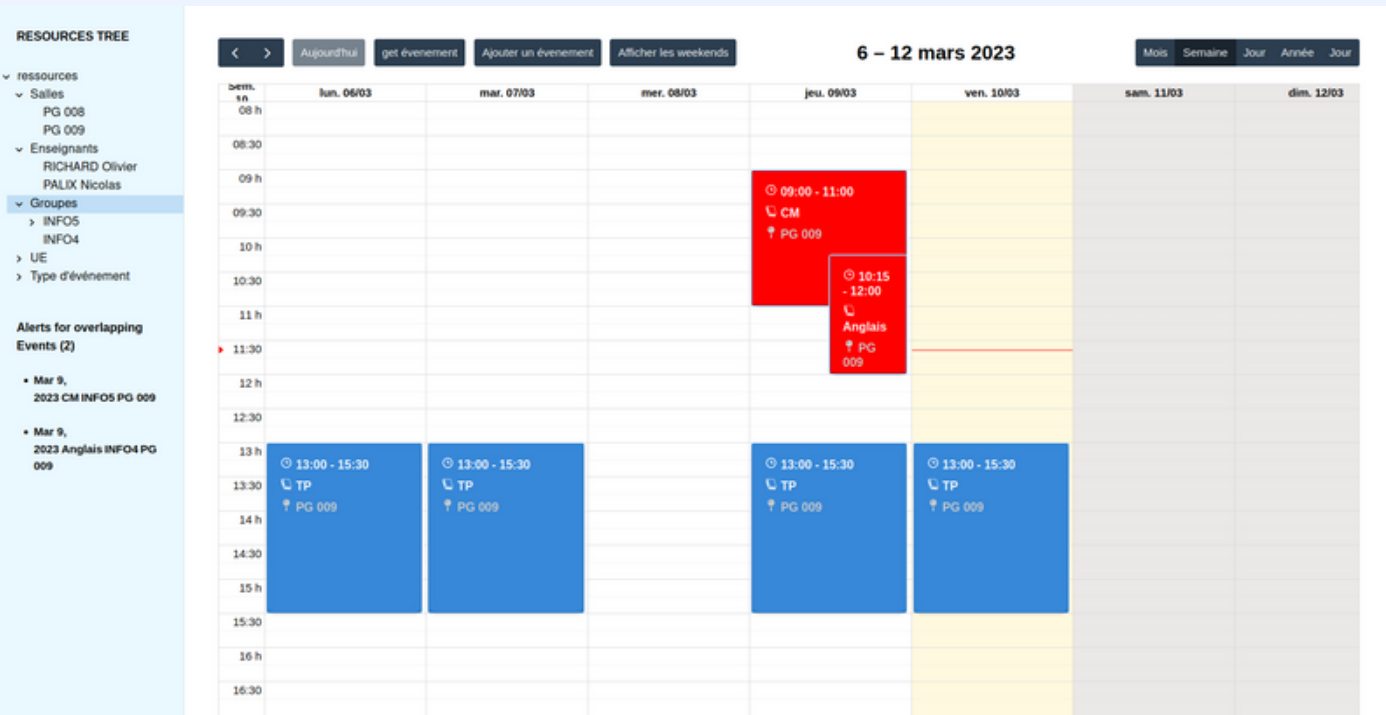 RESOURCES TREE
ressources
Salles
PG 008
PG 009
Enseignants
RICHARD Olivier
PALIX Nicolas
Groupes
INFO5
INFO4
UE
Type d'événement
Alerts for overlapping
Events (2)
Mar 9,
2023 CM INFO5 PG 009
Mar 9,
2023 Anglais INFO4 PG
009
Aujourd'hui
get évenement
Ajouter un évenement
Afficher les weekends
6 – 12 mars 2023
Mois Semaine Jour Année Jour
Sem.
10
lun. 06/03 mar. 07/03 mer. 08/03 jeu. 09/03 ven. 10/03 sam. 11/03 dim. 12/03
08 h
08:30
09 h
09:30
10 h
10:30
11 h
11:30
12 h
12:30
13 h
13:30
14 h
14:30
15 h
15:30
16 h
16:30
09:00 - 11:00
CM
PG 009
10:15
- 12:00
Anglais
PG
009
13:00 - 15:30
TP
PG 009
13:00 - 15:30
TP
PG 009
13:00 - 15:30
TP
PG 009
13:00 - 15:30
TP
PG 009